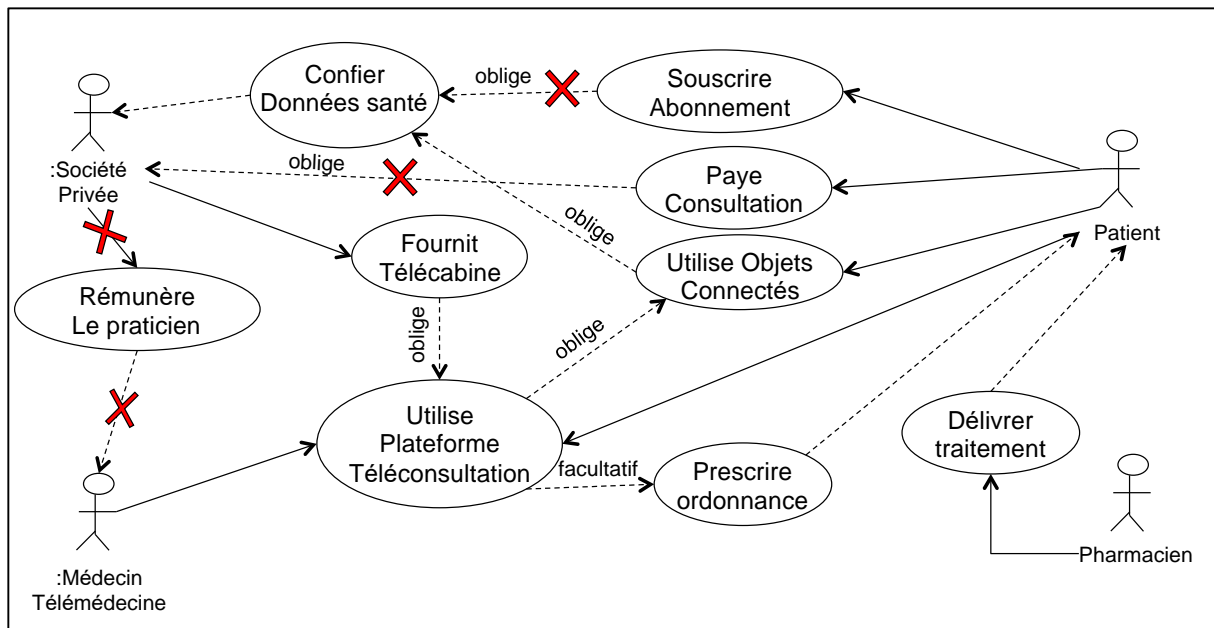 Confier
Données santé
oblige
Souscrire
Abonnement
:Société
Privée
oblige
Paye
Consultation
Patient
oblige
Fournit
Télécabine
Utilise Objets
Connectés
Rémunère
Le praticien
oblige
oblige
Utilise
Plateforme
Téléconsultation
facultatif
Prescrire
ordonnance
Délivrer
traitement
Pharmacien
:Médecin
Télémédecine